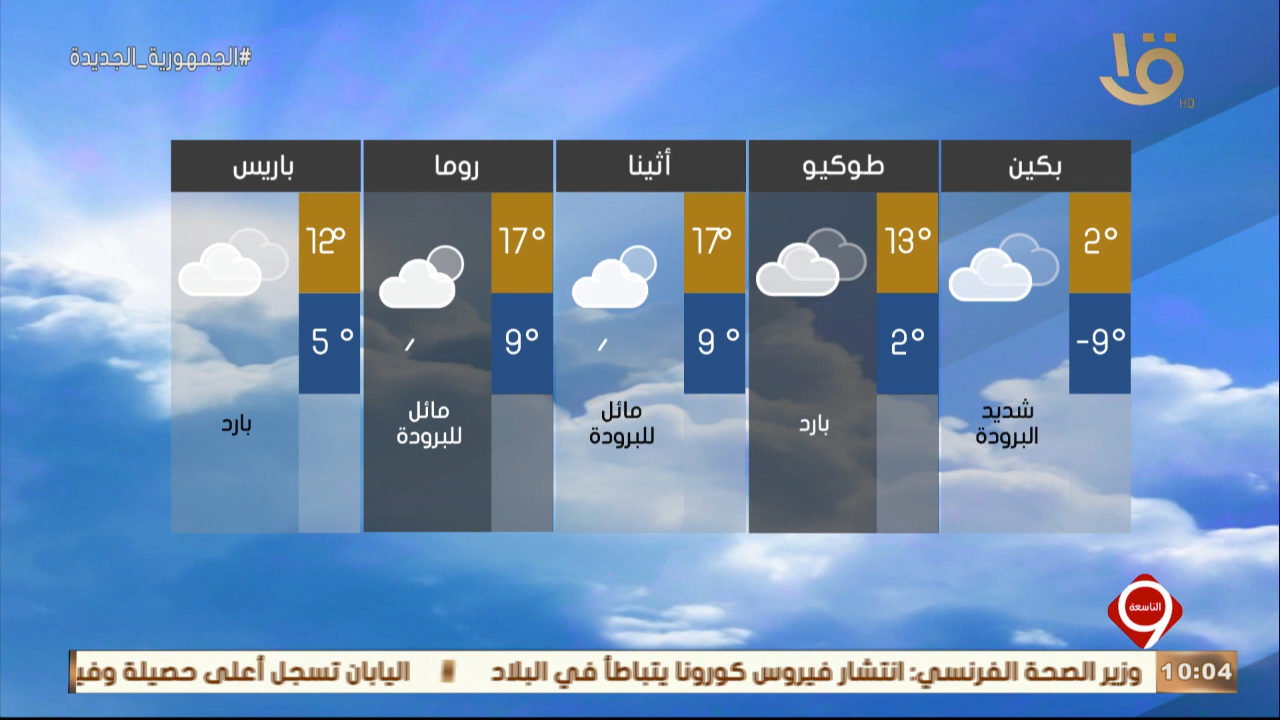 #الجمهورية_الجديدة
HD
بكين
2°
-9°
شديد
البرودة
طوكيو
13°
2°
بارد
أثينا
17°
9°
مائل
للبرودة
روما
17°
9°
مائل
للبرودة
باريس
12°
5°
بارد
التاسعة
9
10:04
وزير الصحة الفرنسي: انتشار فيروس كورونا يتباطأ في البلاد
اليابان تسجل أعلى حصيلة